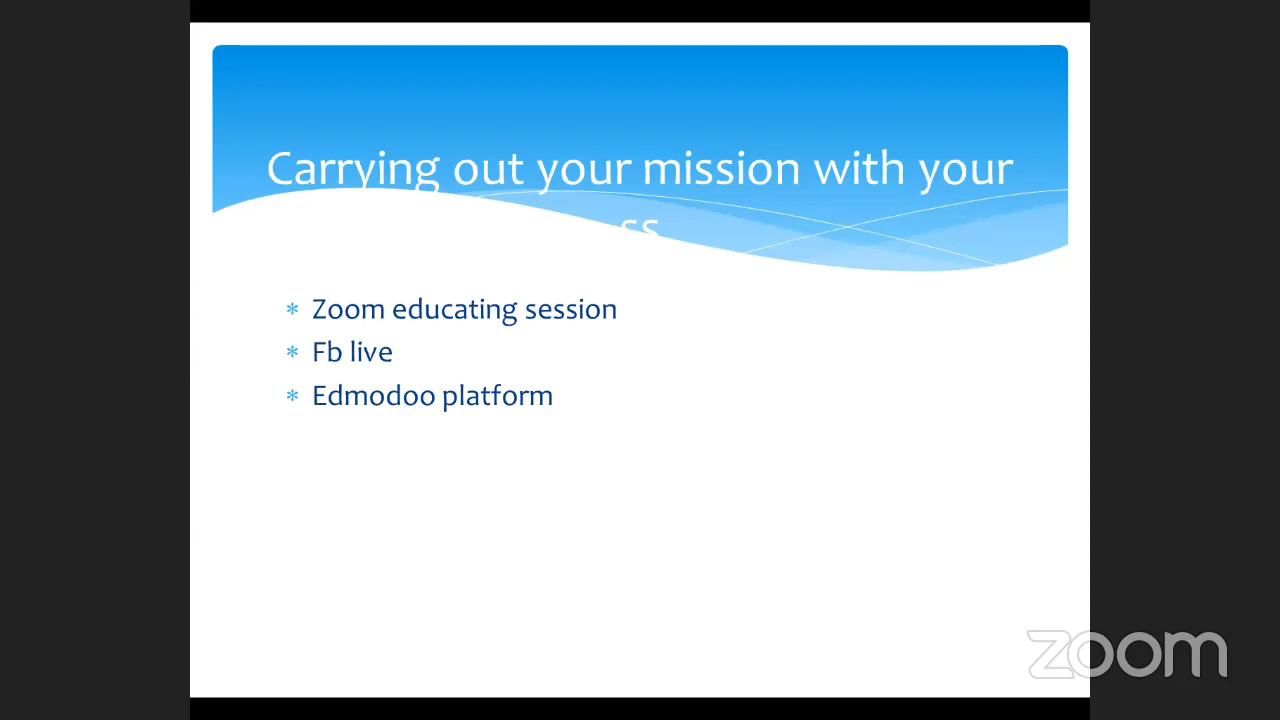 Carrying out your mission with your
Zoom educating session
Fb live
Edmodoo platform
zoom